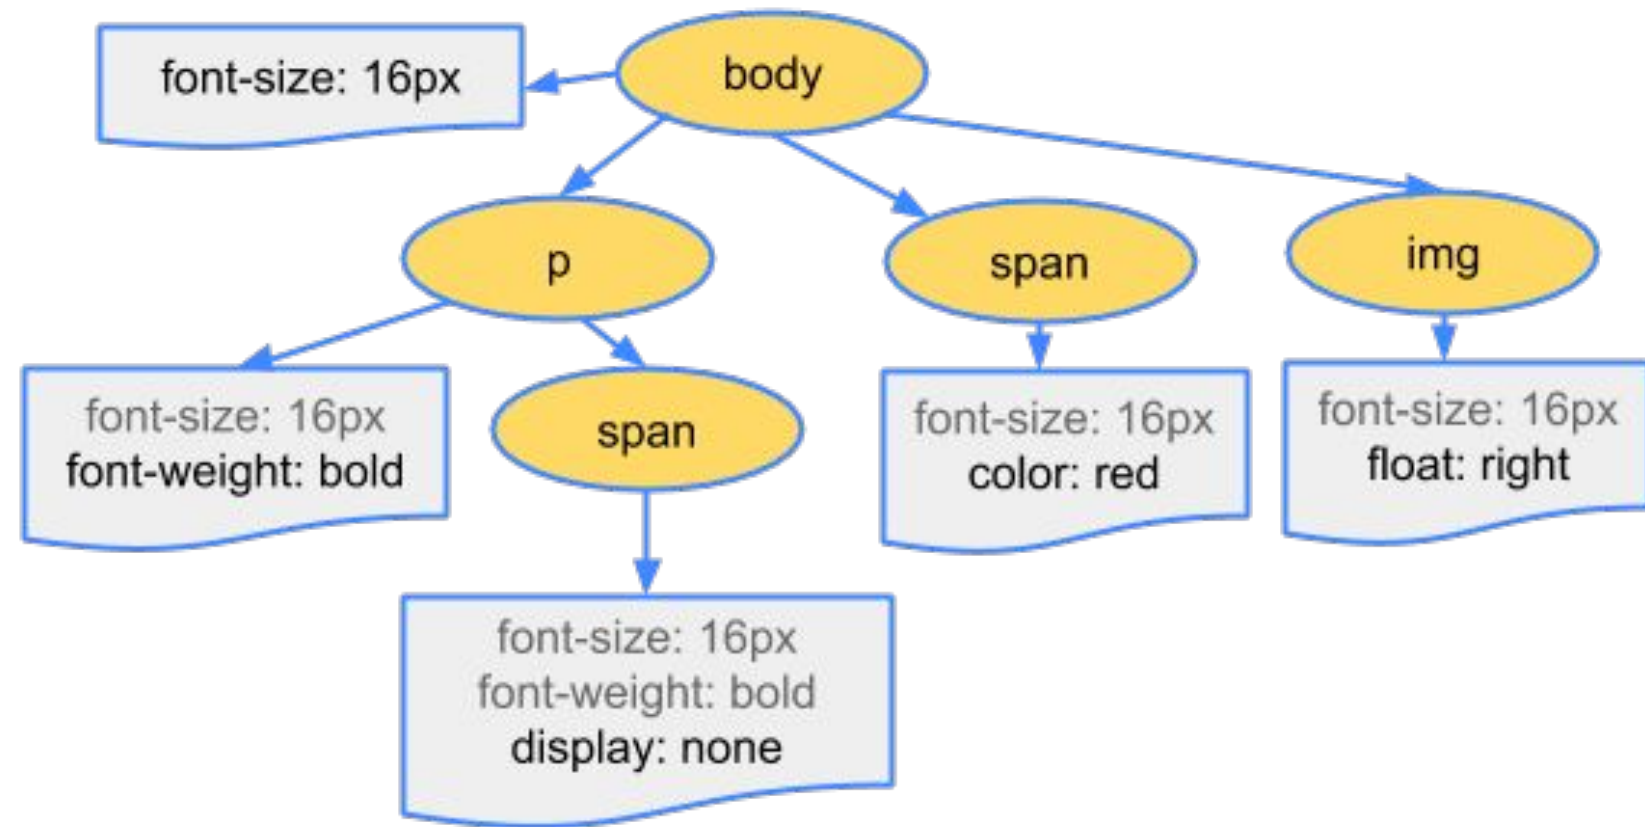 font-size: 16px
body
p
span
img
font-size: 16px
font-weight: bold
span
font-size: 16px
color: red
font-size: 16px
float: right
font-size: 16px
font-weight: bold
display: none